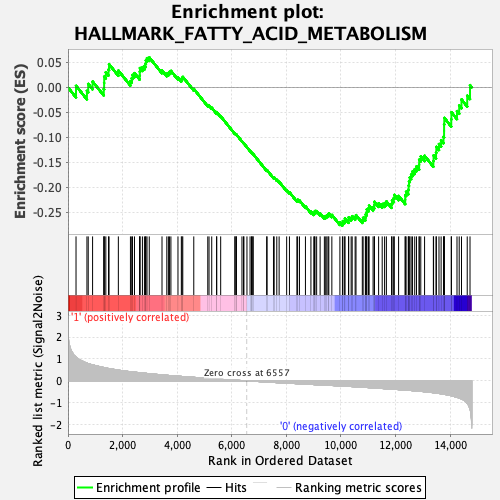 Enrichment plot:
HALLMARK_FATTY_ACID_METABOLISM
Enrichment score (ES)
0.05
0.00
-0.05
-0.10
-0.15
-0.20
-0.25
Ranked list metric (Signal2Noise)
'1' (positively correlated)
3
2
1
0
-1
-2
Zero cross at 6557
'0' (negatively correlated)
0
2,000
4,000
6,000
8,000
10,000
12,000
14,000
Rank in Ordered Dataset
Enrichment profile
Hits
Ranking metric scores